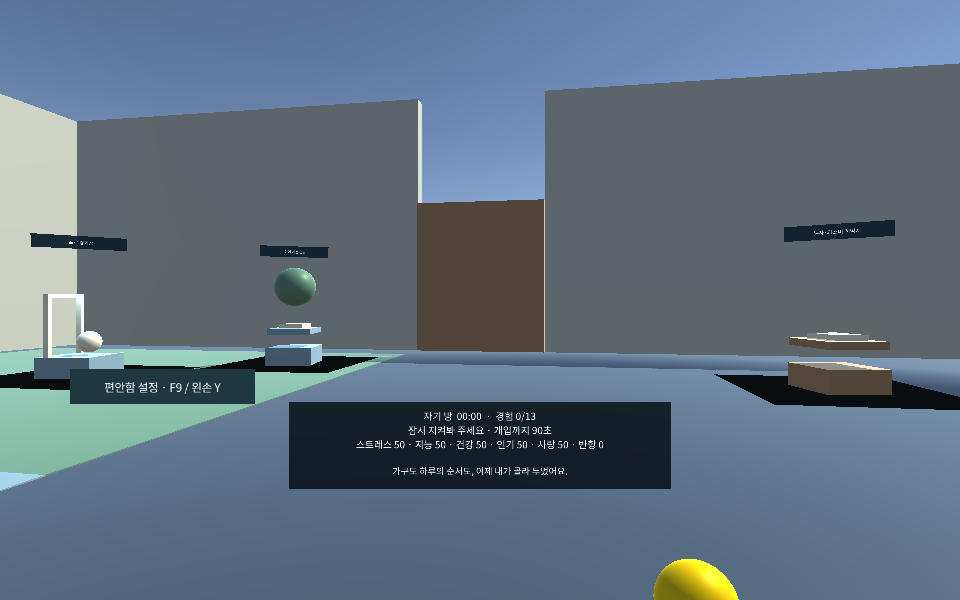 편안함 설정 · F9 / 왼손 Y
자기 방 00:00 · 경험 0/13
잠시 지켜봐 주세요 · 개입까지 90초
스트레스 50 · 지능 50 · 건강 50 · 인기 50 · 사랑 50 · 반항 0
가구도 하루의 순서도, 이제 내가 골라 두었어요.